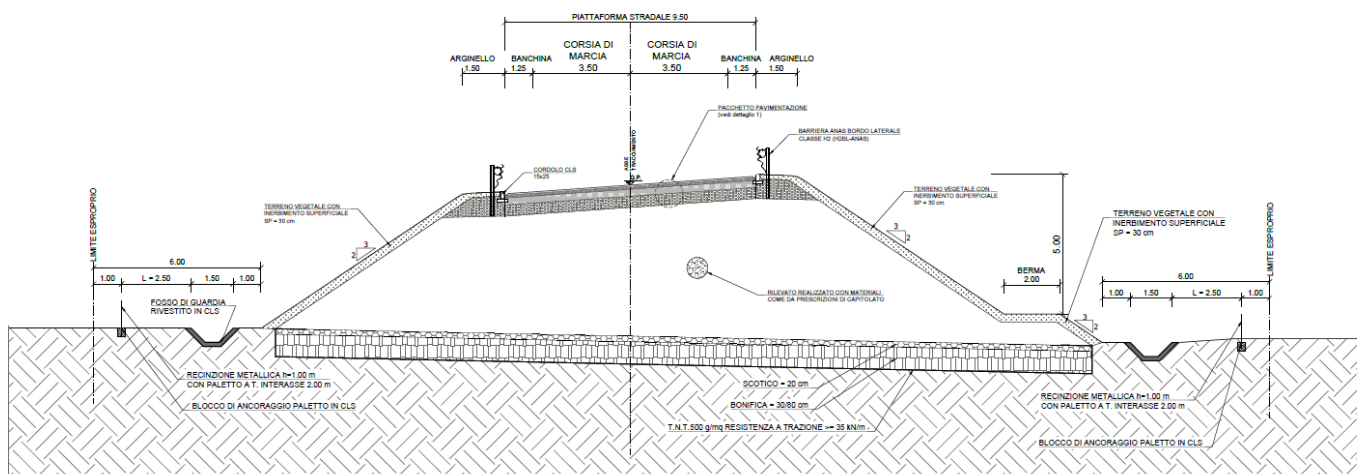 PIATTAFORMA STRADALE 9.50
ARGINELLO
1.50
BANCHINA
1.25
CORSIA DI
MARCIA
3.50
CORSIA DI
MARCIA
3.50
BANCHINA
1.25
ARGINELLO
1.50
PACCHETTO PAVIMENTAZIONE
(vedi dettaglio 1)
BARRIERA ANAS BORDO LATERALE
CLASSE H2 (H2BL-ANAS)
ASSE
TRACCIAMENTO
CORDOLO CLS
15x25
LIMITE ESPROPRIO
TERRENO VEGETALE CON
INERBIMENTO SUPERFICIALE
SP = 30 cm
3
2
TERRENO VEGETALE CON
INERBIMENTO SUPERFICIALE
SP = 30 cm
3
2
5.00
TERRENO VEGETALE CON
INERBIMENTO SUPERFICIALE
SP = 30 cm
LIMITE ESPROPRIO
6.00
1.00
L = 2.50
1.50
1.00
FOSSO DI GUARDIA
RIVESTITO IN CLS
RILEVATO REALIZZATO CON MATERIALI
COME DA PRESCRIZIONI DI CAPITOLATO
BERMA
2.00
6.00
1.00
1.50
L = 2.50
1.00
3
2
RECINZIONE METALLICA h=1.00 m
CON PALETTO A T. INTERASSE 2.00 m
BLOCCO DI ANCORAGGIO PALETTO IN CLS
SCOTICO = 20 cm
BONIFICA = 30/80 cm
T.N.T.500 g/mq RESISTENZA A TRAZIONE >= 35 kN/m
RECINZIONE METALLICA h=1.00 m
CON PALETTO A T. INTERASSE 2.00 m
BLOCCO DI ANCORAGGIO PALETTO IN CLS